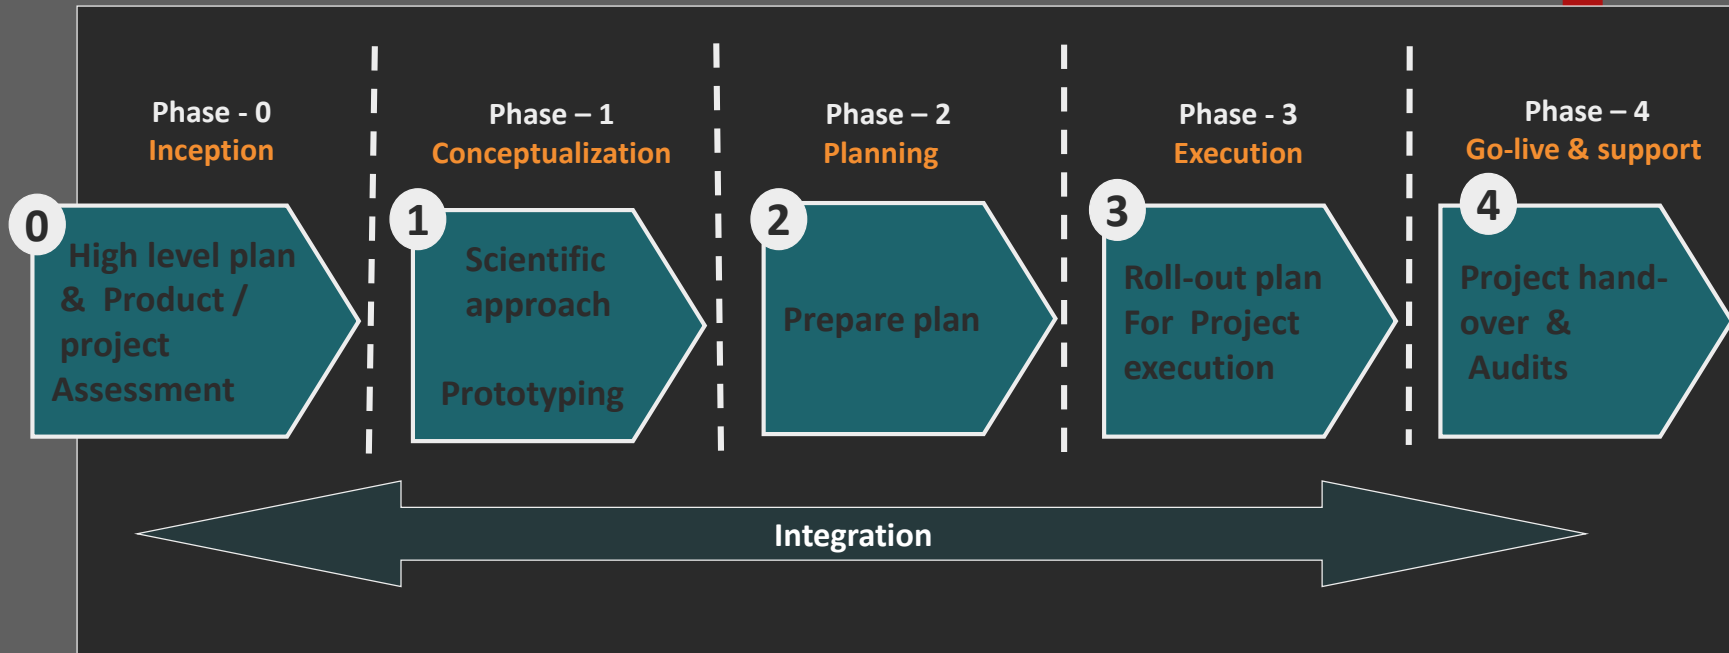 Phase - 0
Inception
0
High level plan
& Product /
project
Assessment
Phase – 1
Conceptualization
1
Scientific
approach
Prototyping
Phase – 2
Planning
2
Prepare plan
Phase - 3
Execution
3
Roll-out plan
For Project
execution
Phase – 4
Go-live & support
4
Project hand-
over &
Audits
Integration